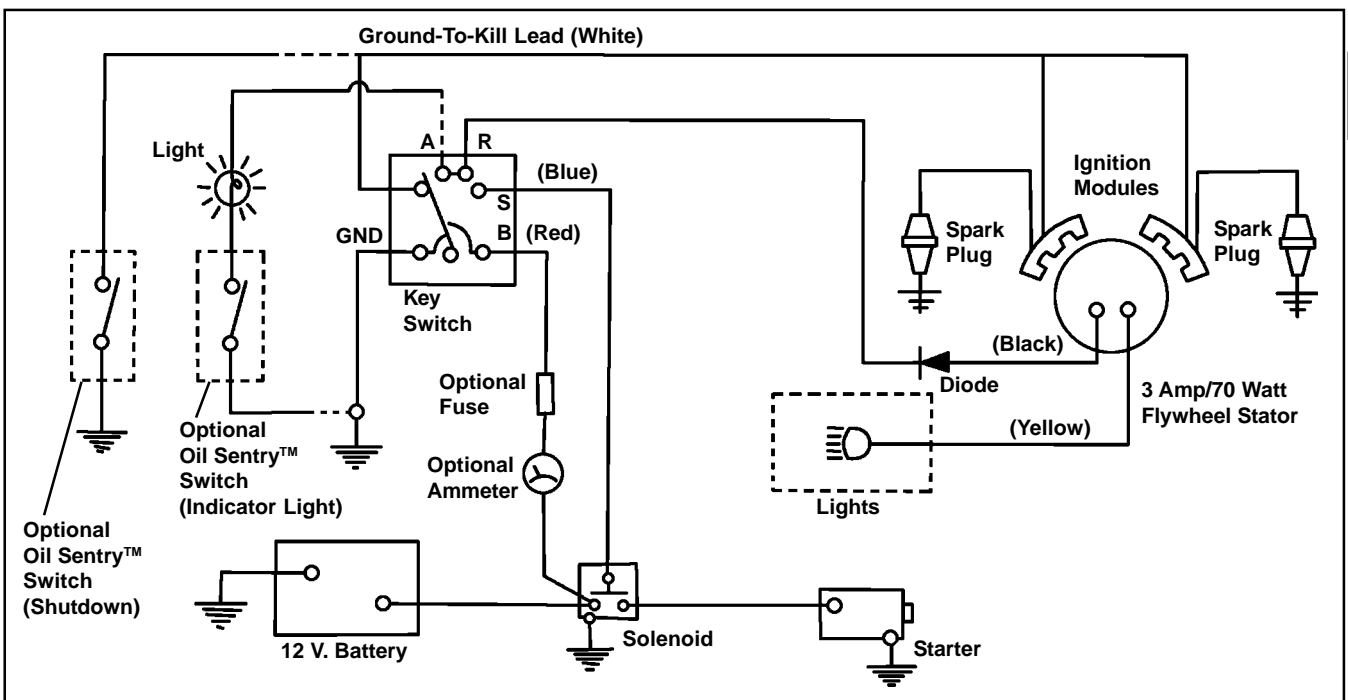 Ground-To-Kill Lead (White)
Light
A
R
(Blue)
S
GND
B
(Red)
Key
Switch
Ignition
Modules
Spark
Plug
Spark
Plug
(Black)
Diode
3 Amp/70 Watt
Flywheel Stator
(Yellow)
Lights
Optional
Fuse
Optional
Ammeter
Optional
Oil Sentry™
Switch
(Indicator Light)
Optional
Oil Sentry™
Switch
(Shutdown)
12 V. Battery
Solenoid
Starter